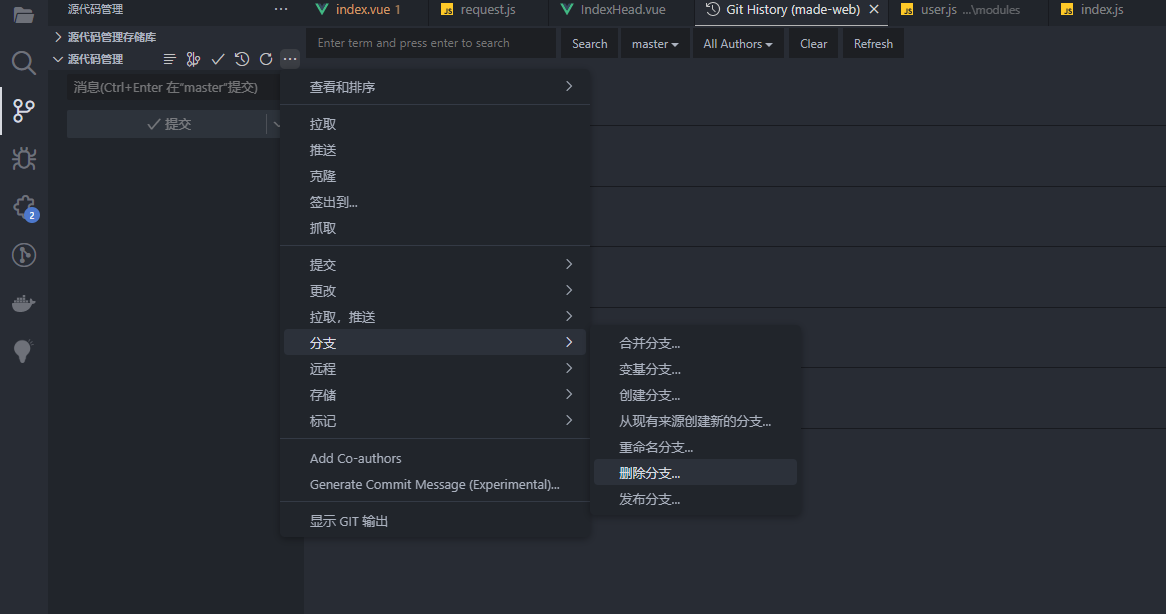 源代码管理
index.vue 1
JS request.js
IndexHead.vue
Git History (made-web)
JS user.js ...\modules
JS index.js
源代码管理存储库
Enter term and press enter to search
Search
master
All Authors
Clear
Refresh
源代码管理
消息(Ctrl+Enter 在"master"提交)
提交
2
查看和排序
拉取
推送
克隆
签出到...
抓取
提交
更改
拉取，推送
分支
远程
存储
标记
Add Co-authors
Generate Commit Message (Experimental)...
显示 GIT 输出
合并分支...
变基分支...
创建分支...
从现有来源创建新的分支...
重命名分支...
删除分支...
发布分支...